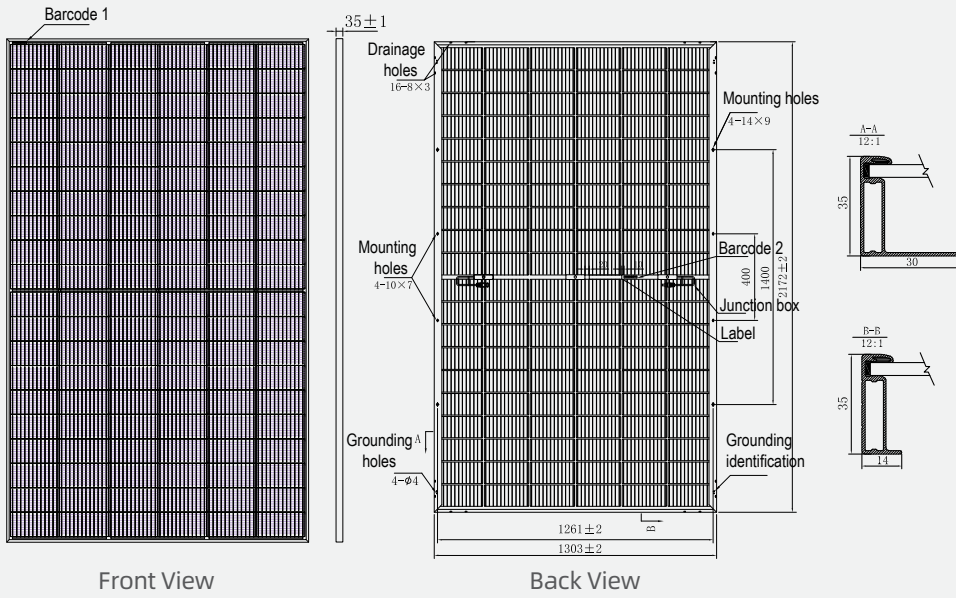 Barcode 1
35±1
Drainage
holes
16-8×3
Mounting holes
4-14×9
A-A
12:1
35
30
Mounting
holes
4-10×7
Barcode 2
400
1400
2172±2
Junction box
Label
B-B
12:1
35
14
Grounding
holes
4-φ4
A
Grounding
identification
B
1261±2
1303±2
Front View
Back View